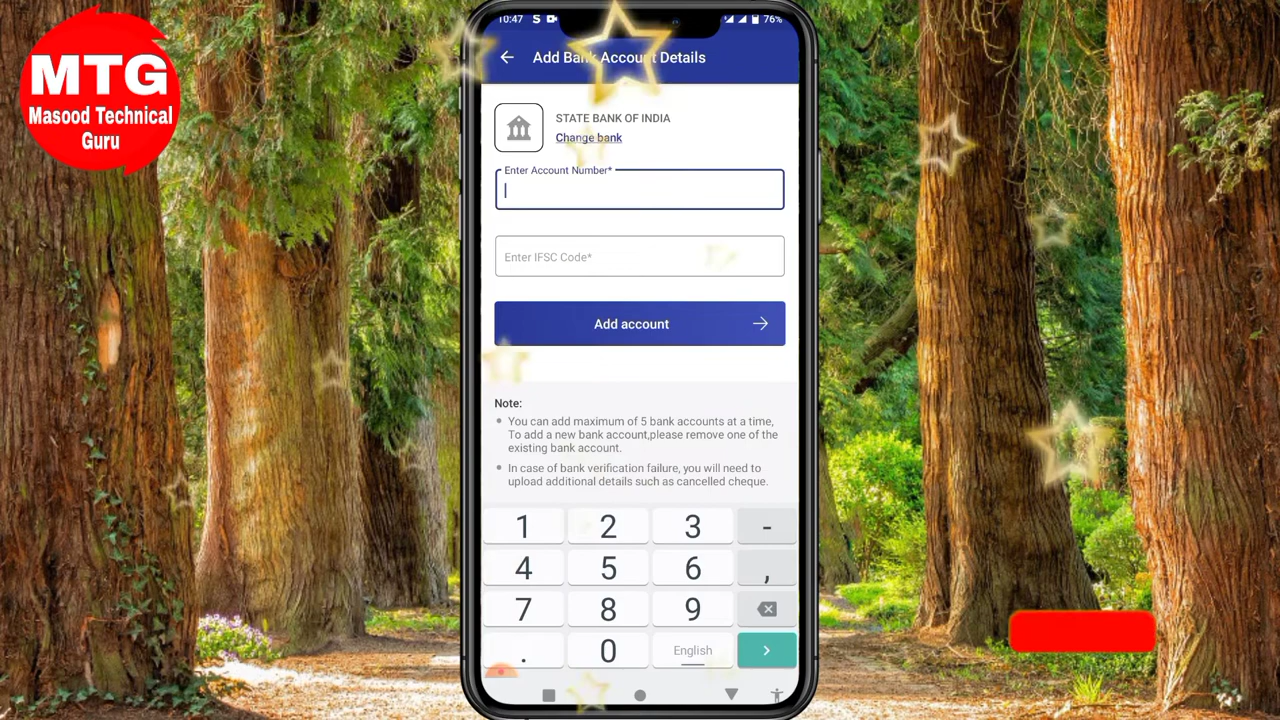 MTG
Masood Technical
Guru
10:47
S
76%
Add Bank Account Details
STATE BANK OF INDIA
Change bank
Enter Account Number*
Enter IFSC Code*
Add account
Note:
You can add maximum of 5 bank accounts at a time,
To add a new bank account,please remove one of the
existing bank account.
In case of bank verification failure, you will need to
upload additional details such as cancelled cheque.
1 2 3 -
4 5 6 ,
7 8 9
. 0 English